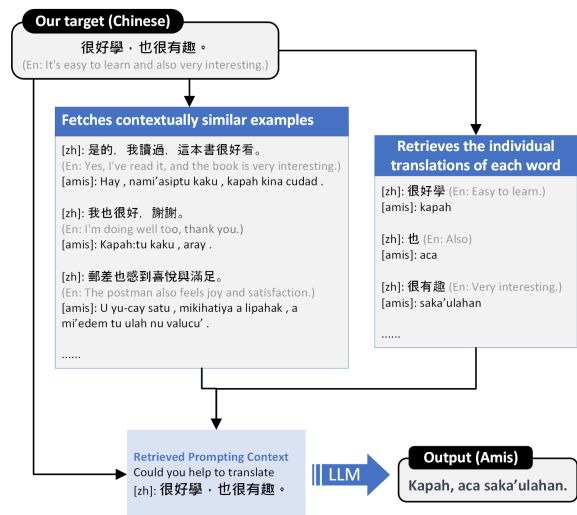 Our target (Chinese)
很好學，也很有趣。
(En: It's easy to learn and also very interesting.)
Fetches contextually similar examples
[zh]: 是的，我讀過，這本書很好看。
(En: Yes, I've read it, and the book is very interesting.)
[amis]: Hay , nami'asiptu kaku , kapah kina cudad .
[zh]: 我也很好，謝謝。
(En: I'm doing well too, thank you.)
[amis]: Kapah:tu kaku , aray .
[zh]: 郵差也感到喜悅與滿足。
(En: The postman also feels joy and satisfaction.)
[amis]: U yu-cay satu , mikihatiya a lipahak , a
mi'edem tu ulah nu valucu' .
......
Retrieves the individual
translations of each word
[zh]: 很好學 (En: Easy to learn.)
[amis]: kapah
[zh]: 也 (En: Also)
[amis]: aca
[zh]: 很有趣 (En: Very interesting.)
[amis]: saka'ulahan
......
Retrieved Prompting Context
Could you help to translate
[zh]: 很好學，也很有趣。
LLM
Output (Amis)
Kapah, aca saka'ulahan.